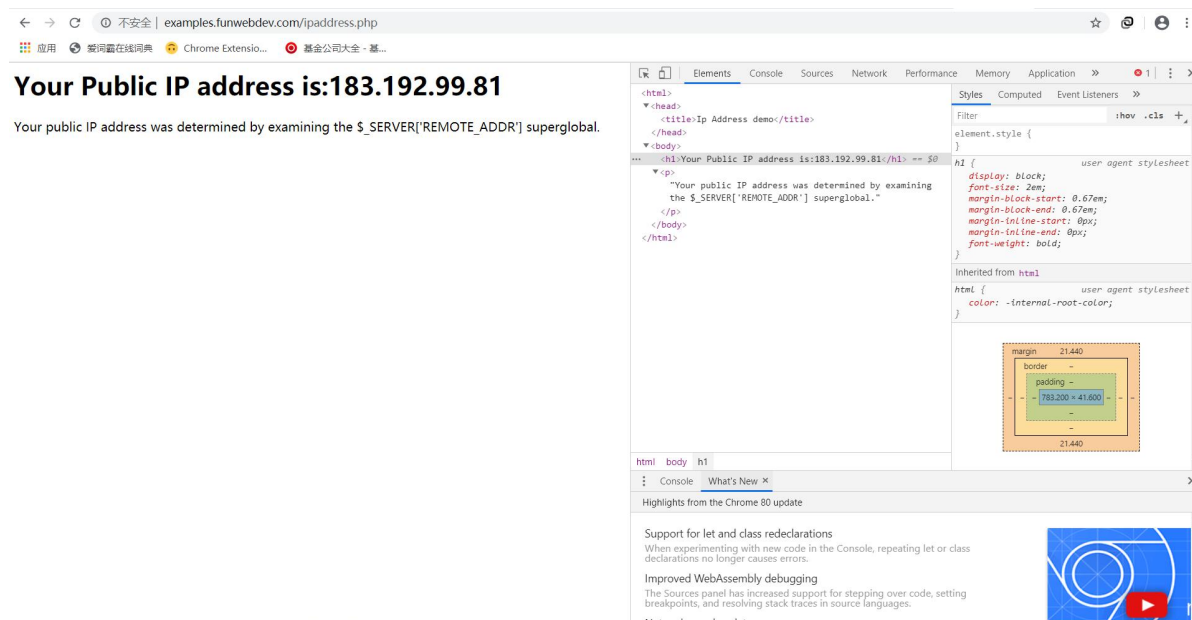 不安全 | examples.funwebdev.com/ipaddress.php
应用 爱词霸在线词典 Chrome Extensio... 基金公司大全 - 基...
Your Public IP address is:183.192.99.81
Your public IP address was determined by examining the $_SERVER['REMOTE_ADDR'] superglobal.
Elements Console Sources Network Performance Memory Application » 1
<html>
▼<head>
<title>Ip Address demo</title>
</head>
▼<body>
... <h1>Your Public IP address is:183.192.99.81</h1> == $0
▼<p>
"Your public IP address was determined by examining
the $_SERVER['REMOTE_ADDR'] superglobal."
</p>
</body>
</html>
html body h1
Styles Computed Event Listeners »
Filter :hov .cls +
element.style {
}
h1 { user agent stylesheet
display: block;
font-size: 2em;
margin-block-start: 0.67em;
margin-block-end: 0.67em;
margin-inline-start: 0px;
margin-inline-end: 0px;
font-weight: bold;
}
Inherited from html
html { user agent stylesheet
color: -internal-root-color;
}
margin 21.440
border –
padding –
– – – 783.200 × 41.600 – – –
–
–
21.440
Console What's New ×
Highlights from the Chrome 80 update
Support for let and class redeclarations
When experimenting with new code in the Console, repeating let or class
declarations no longer causes errors.
Improved WebAssembly debugging
The Sources panel has increased support for stepping over code, setting
breakpoints, and resolving stack traces in source languages.